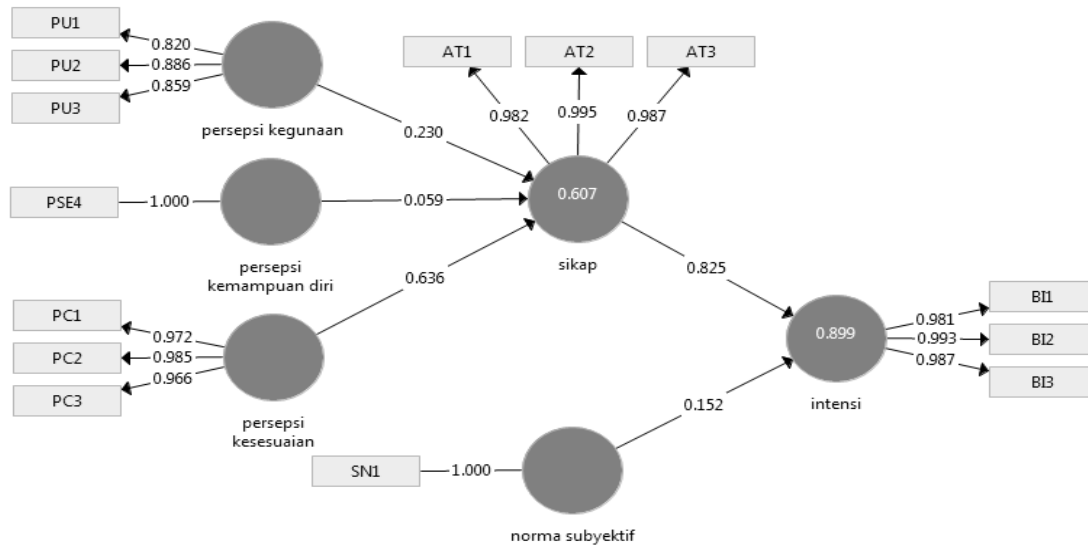 PU1
0.820
PU2
0.886
PU3
0.859
persepsi kegunaan
0.230
AT1
AT2
AT3
0.982
0.995
0.987
0.607
sikap
PSE4
1.000
0.059
persepsi
kemampuan diri
0.636
0.825
PC1
0.972
PC2
0.985
PC3
0.966
persepsi
kesesuaian
0.899
intensi
BI1
0.981
BI2
0.993
BI3
0.987
0.152
SN1
1.000
norma subyektif